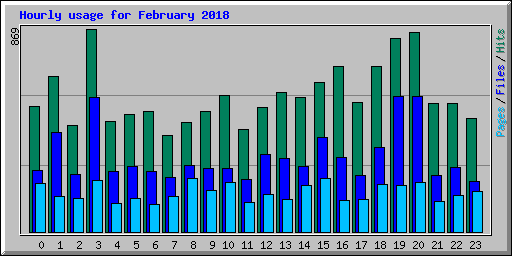 Hourly usage for February 2018
869
Pages / Files / Hits
0 1 2 3 4 5 6 7 8 9 10 11 12 13 14 15 16 17 18 19 20 21 22 23